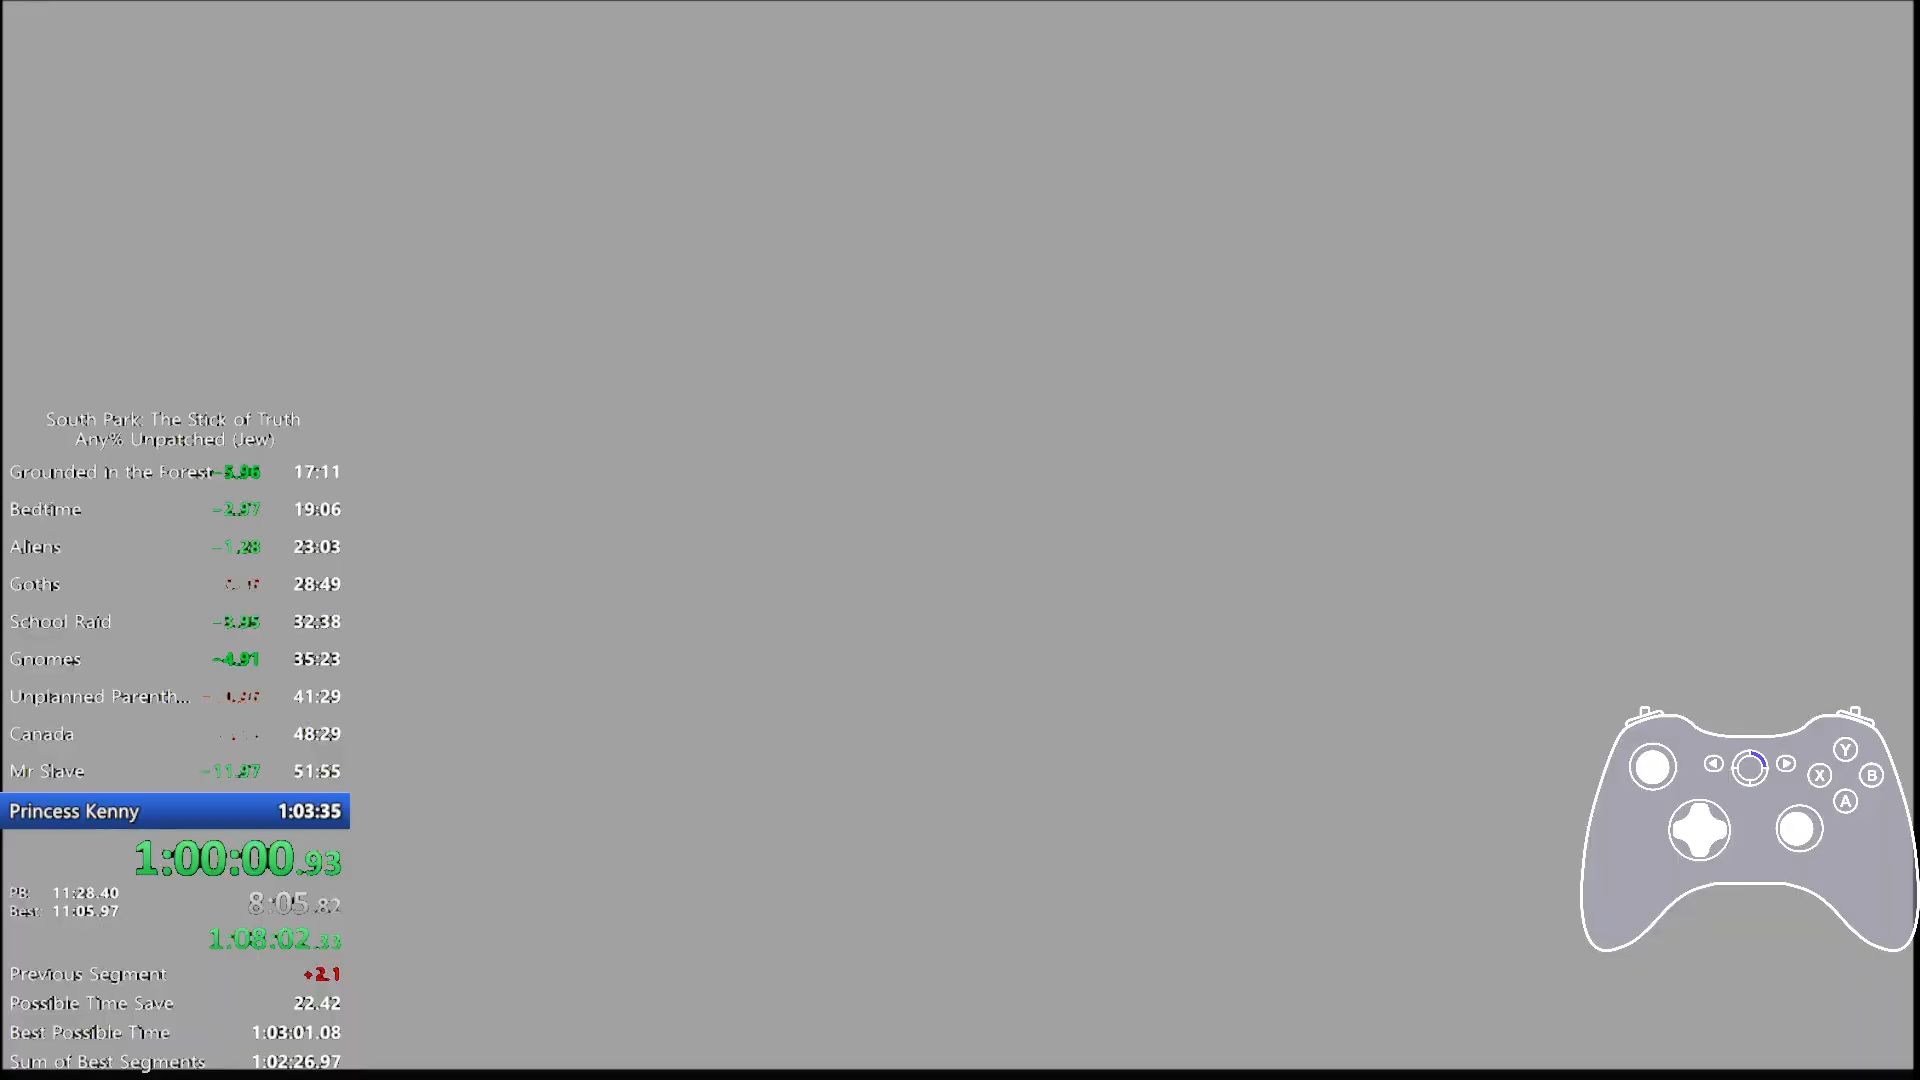 South Park: The Stick of Truth
Any% Unpatched (Jew)
Grounded in the Forest -5.96 17:11
Bedtime -2.97 19:06
Aliens -1.28 23:03
Goths 28:49
School Raid -3.95 32:38
Gnomes -4.91 35:23
Unplanned Parenth... 41:29
Canada 48:29
Mr Slave -11.97 51:55
Princess Kenny 1:03:35
1:00:00.93
PB: 11:28.40 8:05.82
Best: 11:05.97
1:08:02.33
Previous Segment +2.1
Possible Time Save 22.42
Best Possible Time 1:03:01.08
Sum of Best Segments 1:02:26.97
Y
X B
A